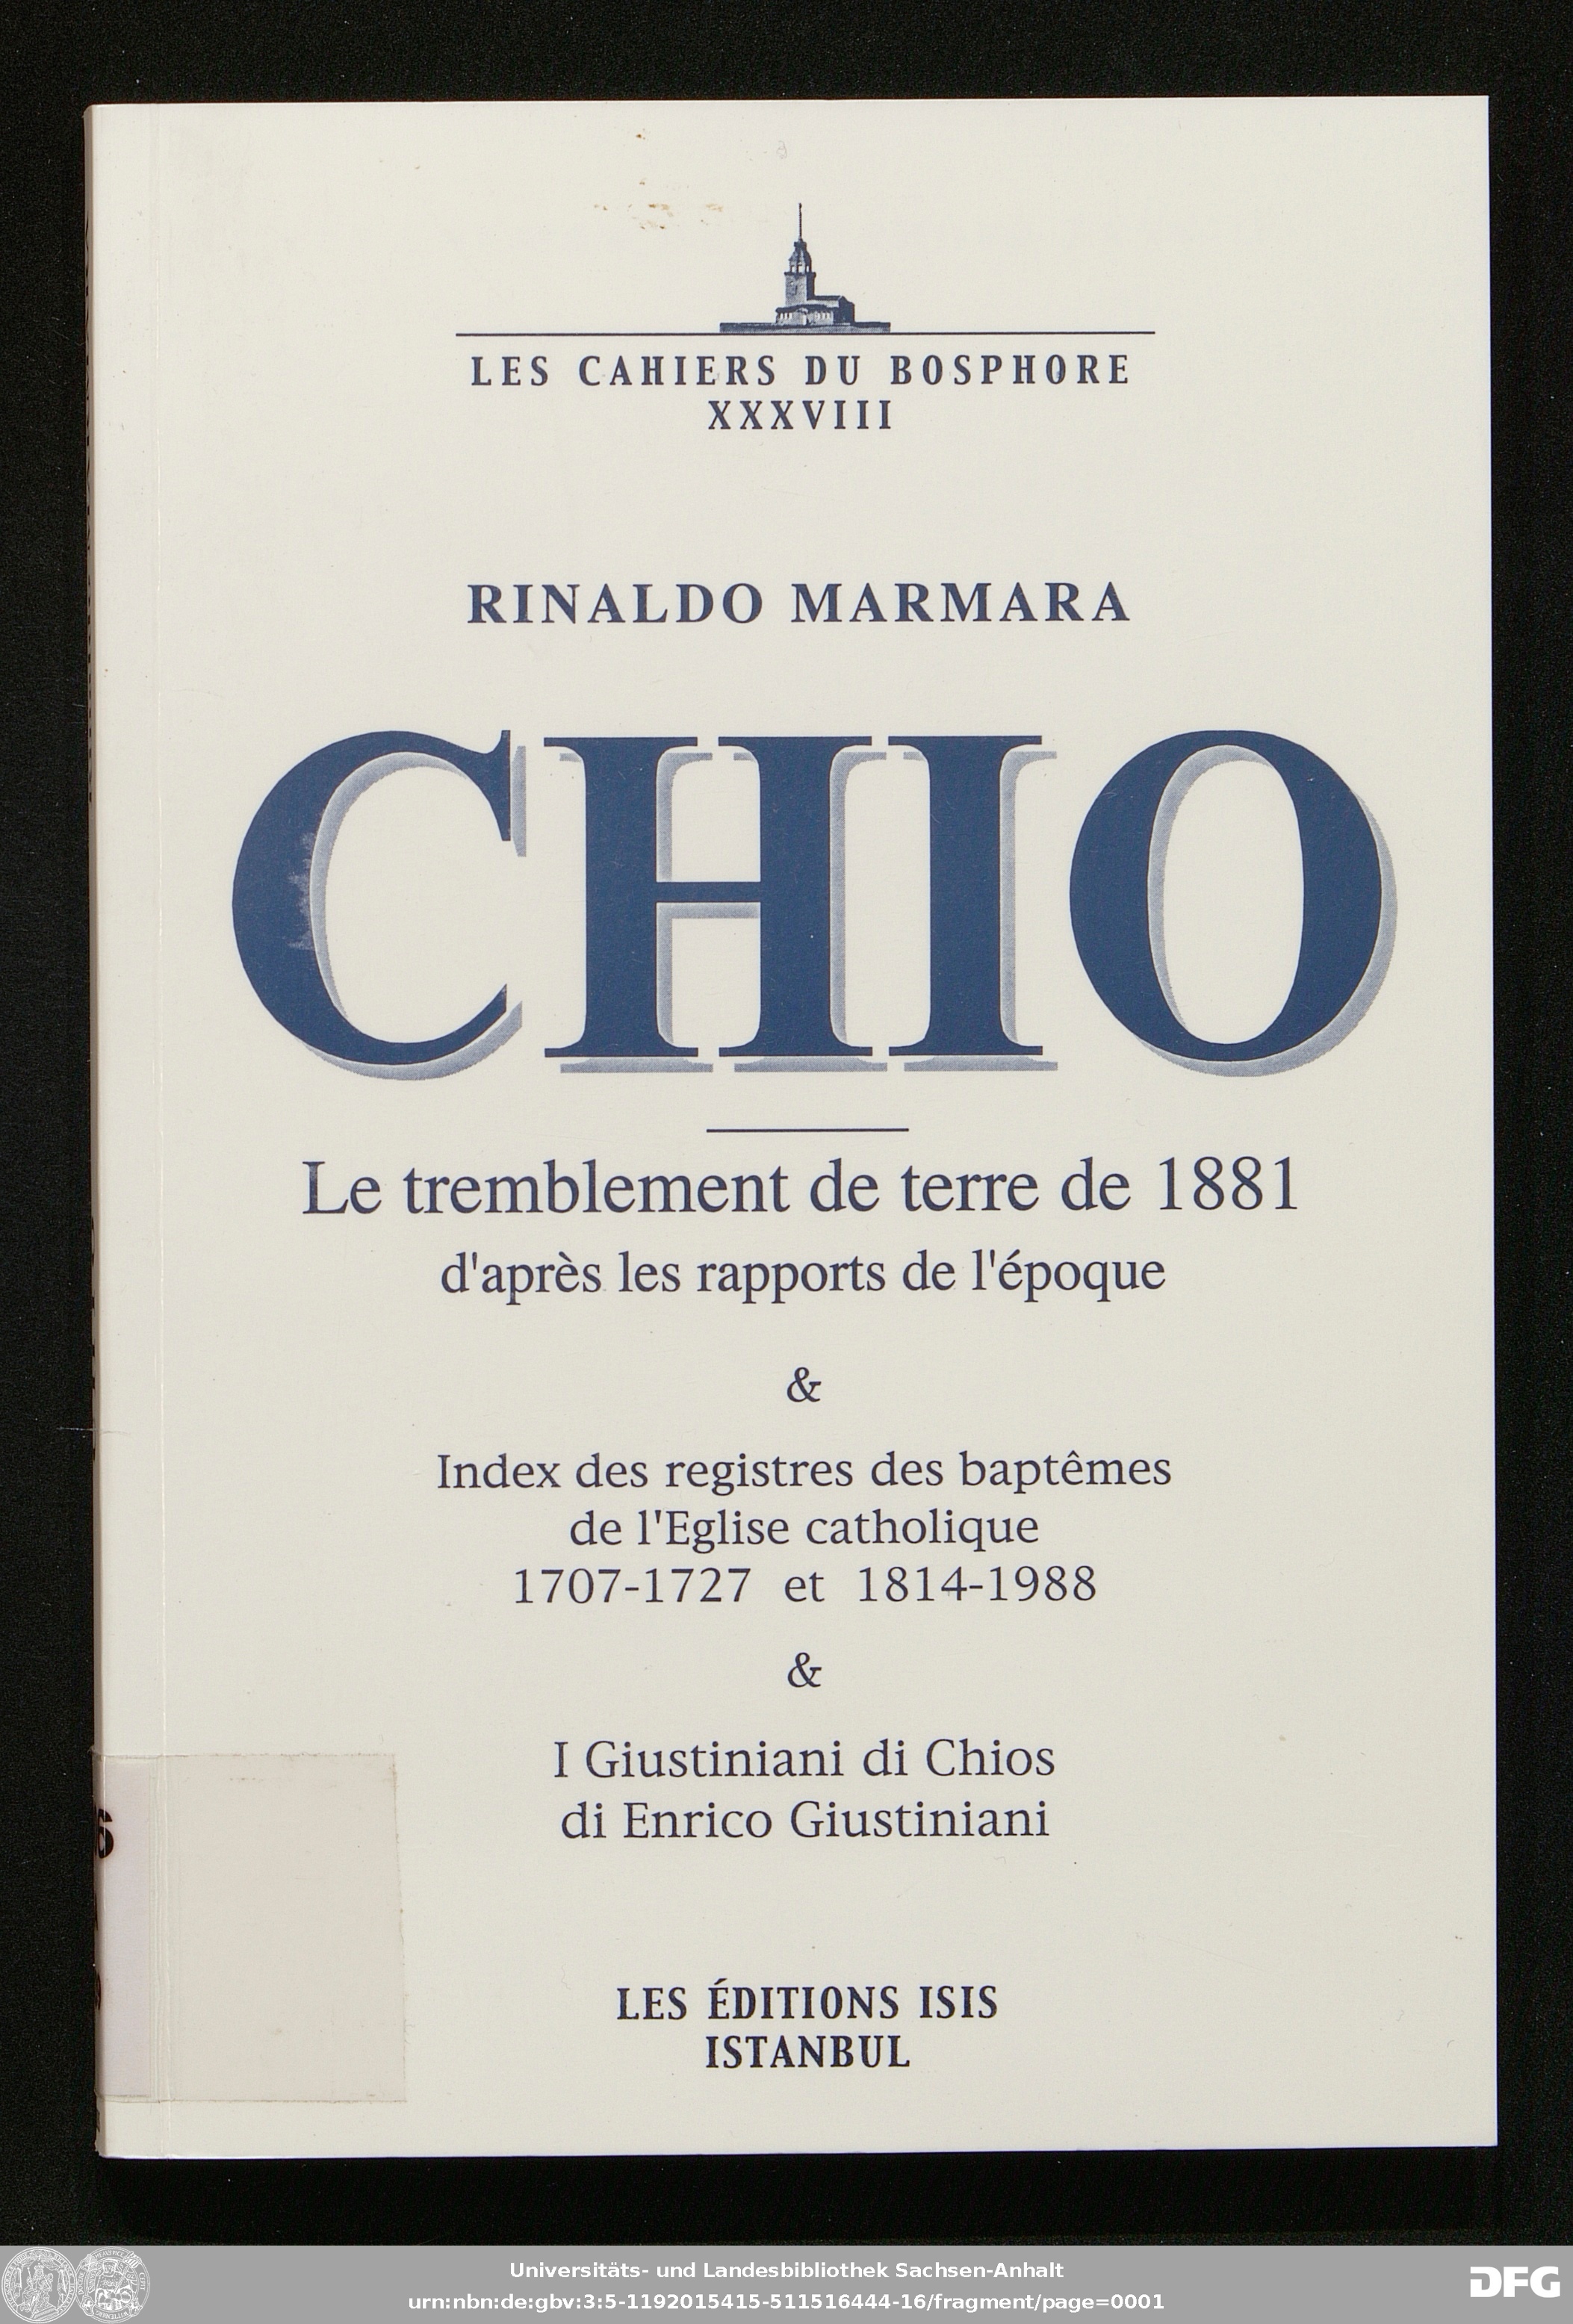 LES CAHIERS DU BOSPHORE
XXXVIII
RINALDO MARMARA
CHIO
Le tremblement de terre de 1881
d'après les rapports de l'époque
&
Index des registres des baptêmes
de l'Eglise catholique
1707-1727 et 1814-1988
&
I Giustiniani di Chios
di Enrico Giustiniani
6
LES ÉDITIONS ISIS
ISTANBUL
Universitäts- und Landesbibliothek Sachsen-Anhalt
urn:nbn:de:gbv:3:5-1192015415-511516444-16/fragment/page=0001
DFG